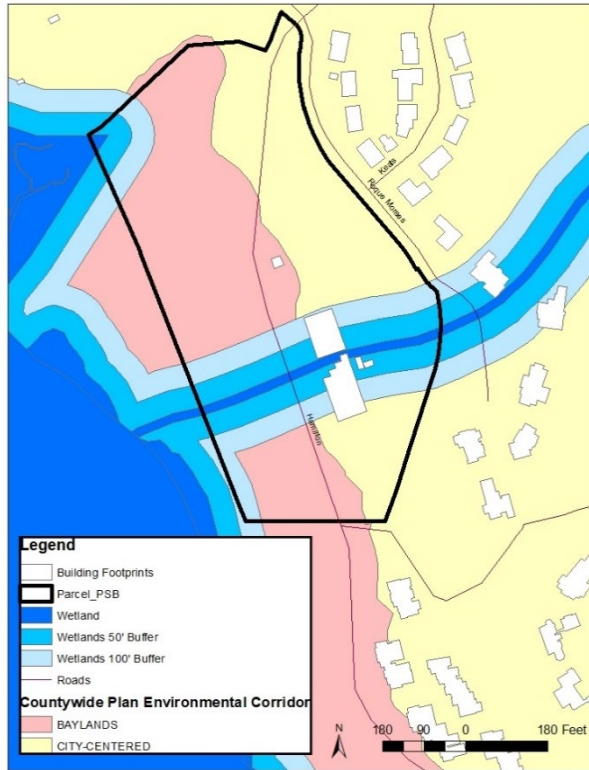 Keats
Roque Moraes
Hamilton
Legend
Building Footprints
Parcel_PSB
Wetland
Wetlands 50' Buffer
Wetlands 100' Buffer
Roads
Countywide Plan Environmental Corridor
BAYLANDS
CITY-CENTERED
N
180 90 0 180 Feet